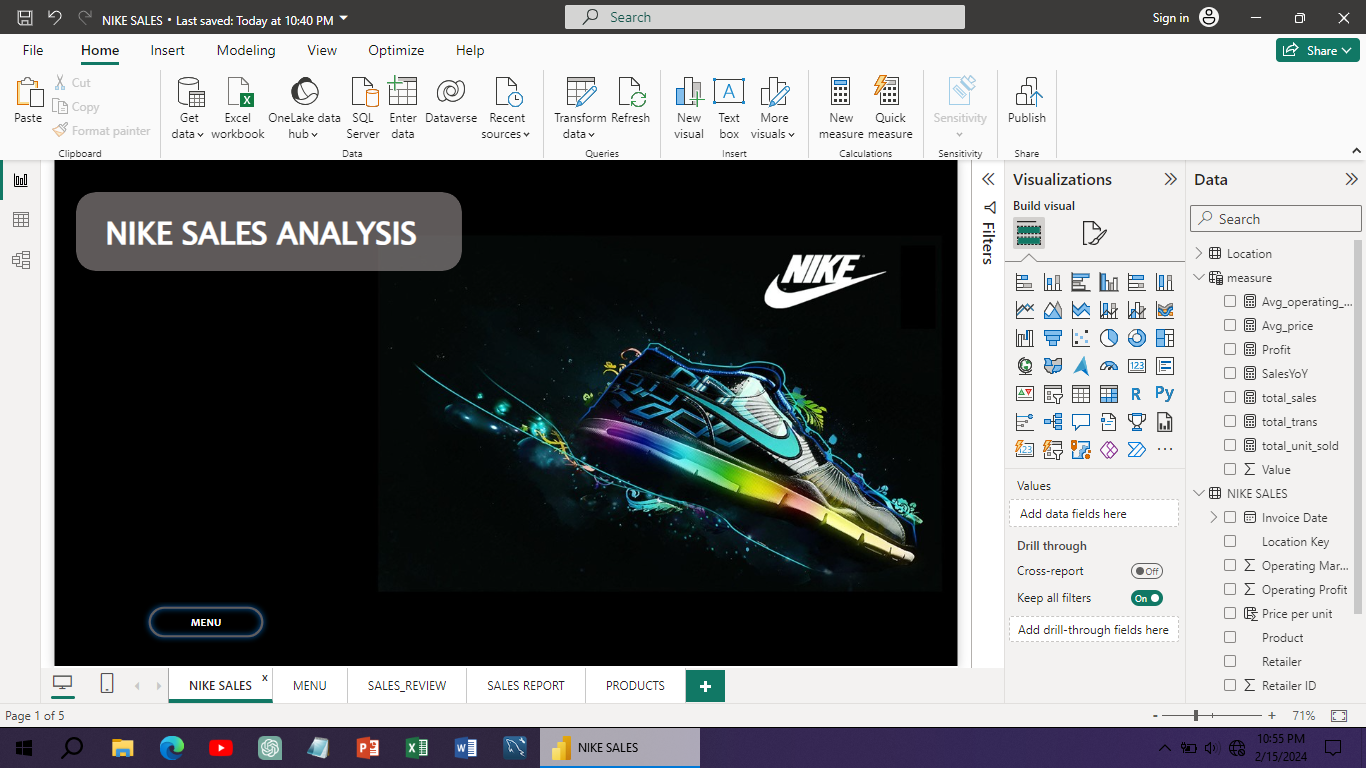 NIKE SALES • Last saved: Today at 10:40 PM
Search
Sign in
File Home Insert Modeling View Optimize Help
Share
Paste
Cut
Copy
Format painter
Clipboard
Get data
Excel workbook
OneLake data hub
SQL Server
Enter data
Dataverse
Recent sources
Data
Transform data
Refresh
Queries
New visual
Text box
More visuals
Insert
New measure
Quick measure
Calculations
Sensitivity
Sensitivity
Publish
Share
NIKE SALES ANALYSIS
NIKE
MENU
Filters
Visualizations
Build visual
123
R
Py
123
Values
Add data fields here
Drill through
Cross-report
Off
Keep all filters
On
Add drill-through fields here
Data
Search
Location
measure
Avg_operating_...
Avg_price
Profit
SalesYoY
total_sales
total_trans
total_unit_sold
Value
NIKE SALES
Invoice Date
Location Key
Operating Mar...
Operating Profit
Price per unit
Product
Retailer
Retailer ID
NIKE SALES x
MENU
SALES_REVIEW
SALES REPORT
PRODUCTS
+
Page 1 of 5
- + 71%
NIKE SALES
10:55 PM
2/15/2024